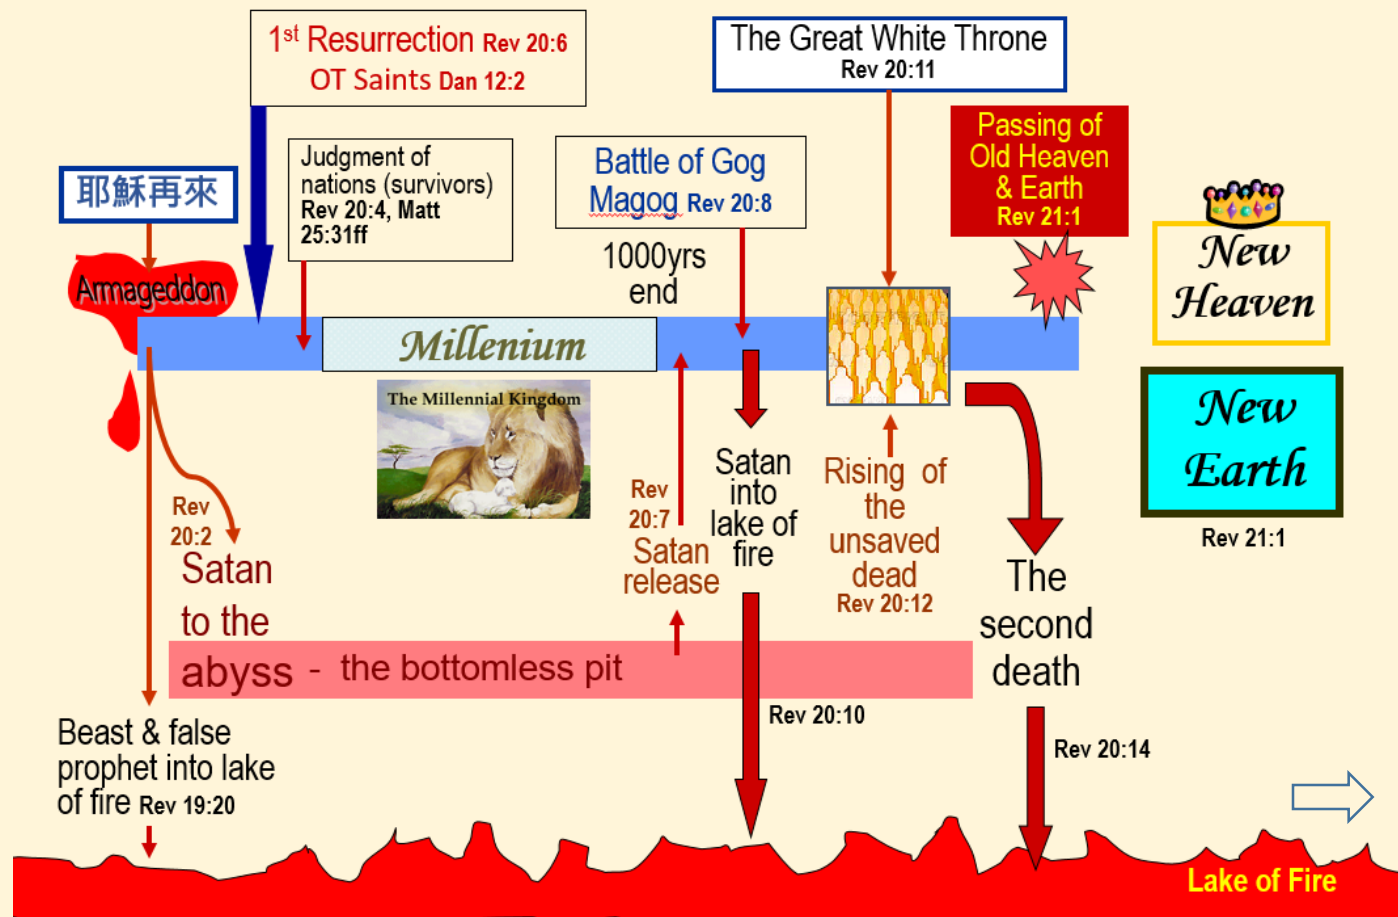 1st Resurrection Rev 20:6
OT Saints Dan 12:2
The Great White Throne
Rev 20:11
Passing of
Old Heaven
& Earth
Rev 21:1
耶穌再來
Judgment of
nations (survivors)
Rev 20:4, Matt
25:31ff
Battle of Gog
Magog Rev 20:8
1000yrs
end
Armageddon
Millenium
The Millennial Kingdom
New
Heaven
New
Earth
Rev 21:1
Rev
20:2
Satan
to the
abyss - the bottomless pit
Rev
20:7
Satan
release
Satan
into
lake of
fire
Rising of
the
unsaved
dead
Rev 20:12
The
second
death
Beast & false
prophet into lake
of fire Rev 19:20
Rev 20:10
Rev 20:14
Lake of Fire